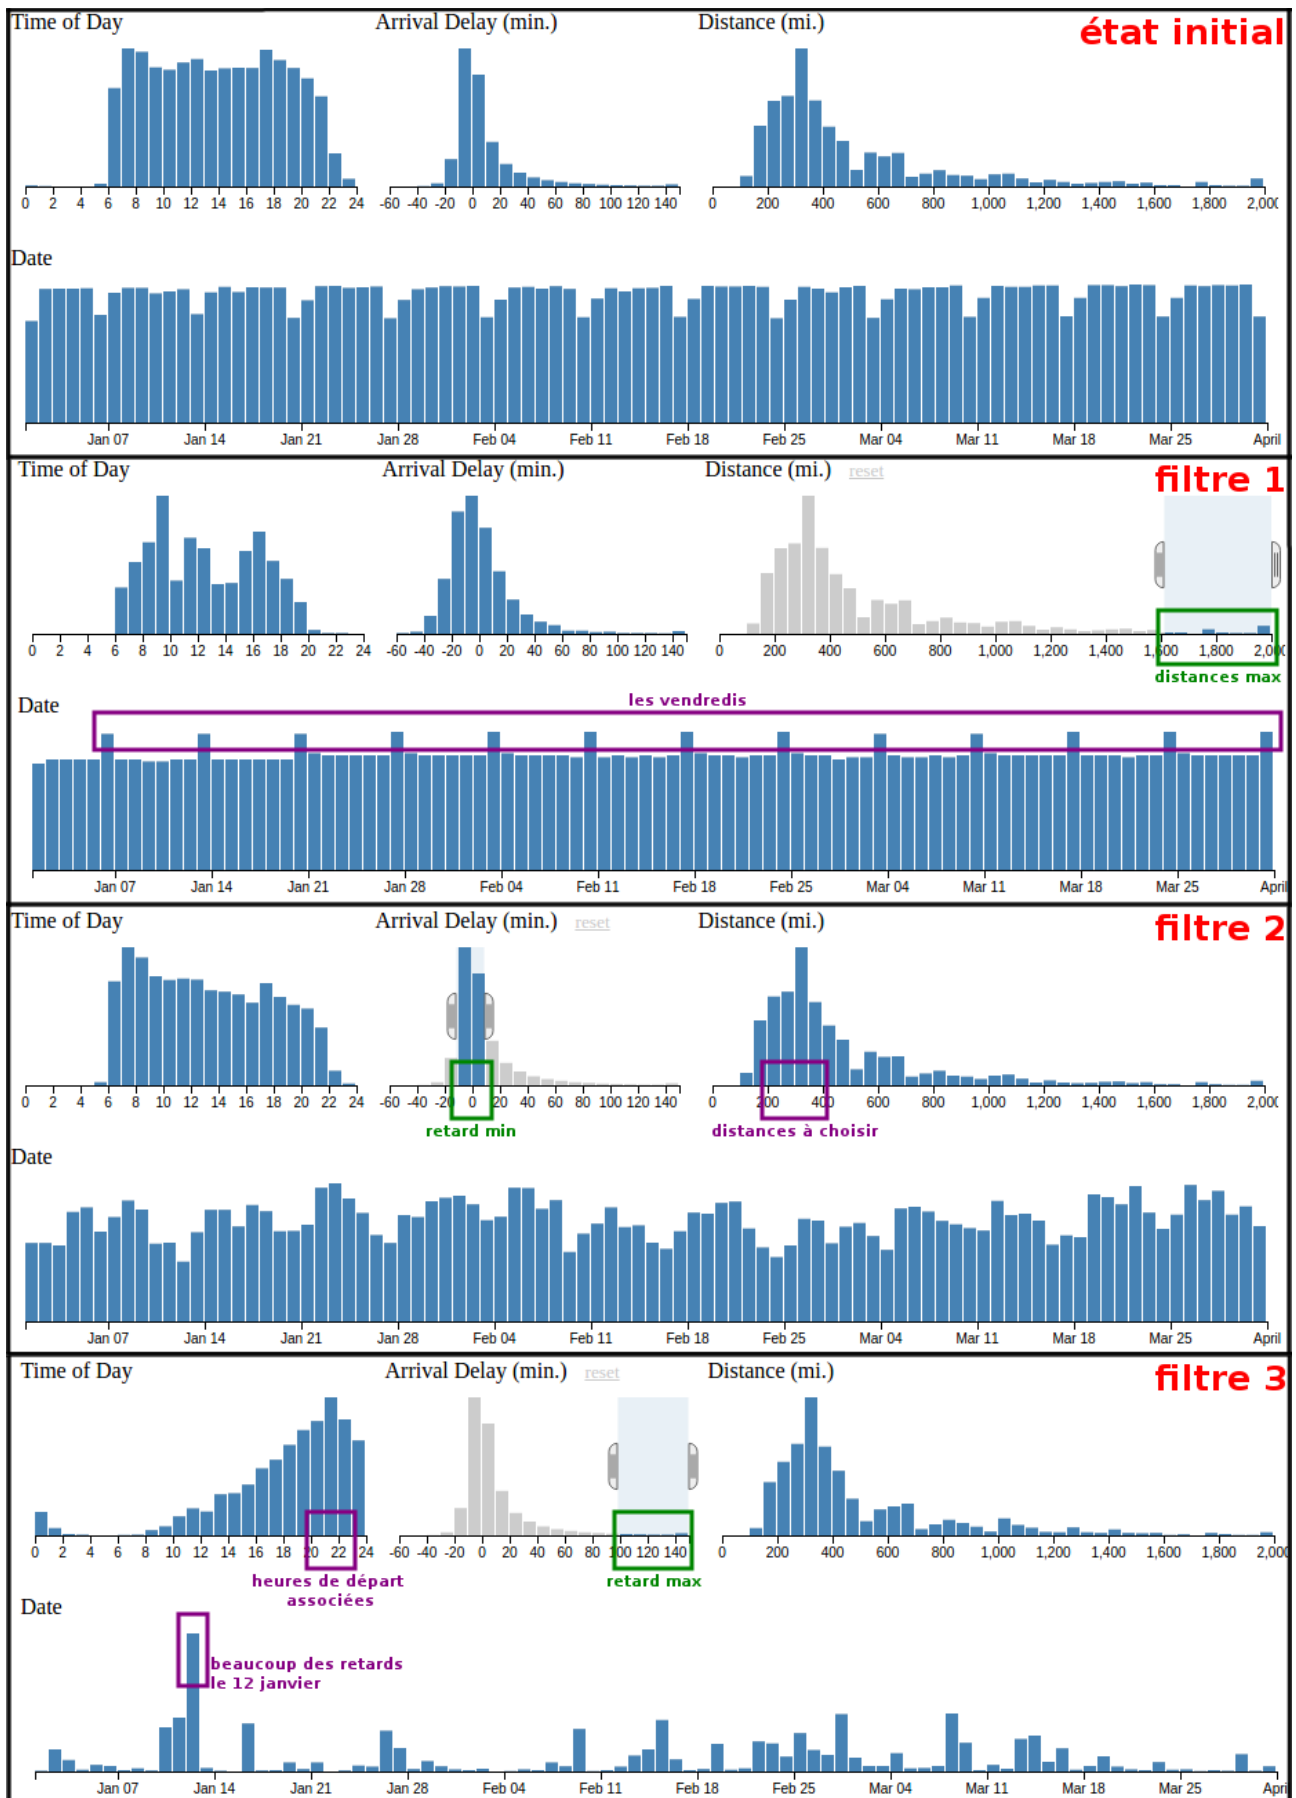 Time of Day Arrival Delay (min.) Distance (mi.) état initial
0 2 4 6 8 10 12 14 16 18 20 22 24 -60 -40 -20 0 20 40 60 80 100 120 140 0 200 400 600 800 1,000 1,200 1,400 1,600 1,800 2,000
Date
Jan 07 Jan 14 Jan 21 Jan 28 Feb 04 Feb 11 Feb 18 Feb 25 Mar 04 Mar 11 Mar 18 Mar 25 April
Time of Day Arrival Delay (min.) Distance (mi.) reset filtre 1
0 2 4 6 8 10 12 14 16 18 20 22 24 -60 -40 -20 0 20 40 60 80 100 120 140 0 200 400 600 800 1,000 1,200 1,400 1,600 1,800 2,000
distances max
Date les vendredis
Jan 07 Jan 14 Jan 21 Jan 28 Feb 04 Feb 11 Feb 18 Feb 25 Mar 04 Mar 11 Mar 18 Mar 25 April
Time of Day Arrival Delay (min.) reset Distance (mi.) filtre 2
0 2 4 6 8 10 12 14 16 18 20 22 24 -60 -40 -20 0 20 40 60 80 100 120 140 0 200 400 600 800 1,000 1,200 1,400 1,600 1,800 2,000
retard min distances à choisir
Date
Jan 07 Jan 14 Jan 21 Jan 28 Feb 04 Feb 11 Feb 18 Feb 25 Mar 04 Mar 11 Mar 18 Mar 25 April
Time of Day Arrival Delay (min.) reset Distance (mi.) filtre 3
0 2 4 6 8 10 12 14 16 18 20 22 24 -60 -40 -20 0 20 40 60 80 100 120 140 0 200 400 600 800 1,000 1,200 1,400 1,600 1,800 2,000
heures de départ retard max
associées
Date
beaucoup des retards
le 12 janvier
Jan 07 Jan 14 Jan 21 Jan 28 Feb 04 Feb 11 Feb 18 Feb 25 Mar 04 Mar 11 Mar 18 Mar 25 April